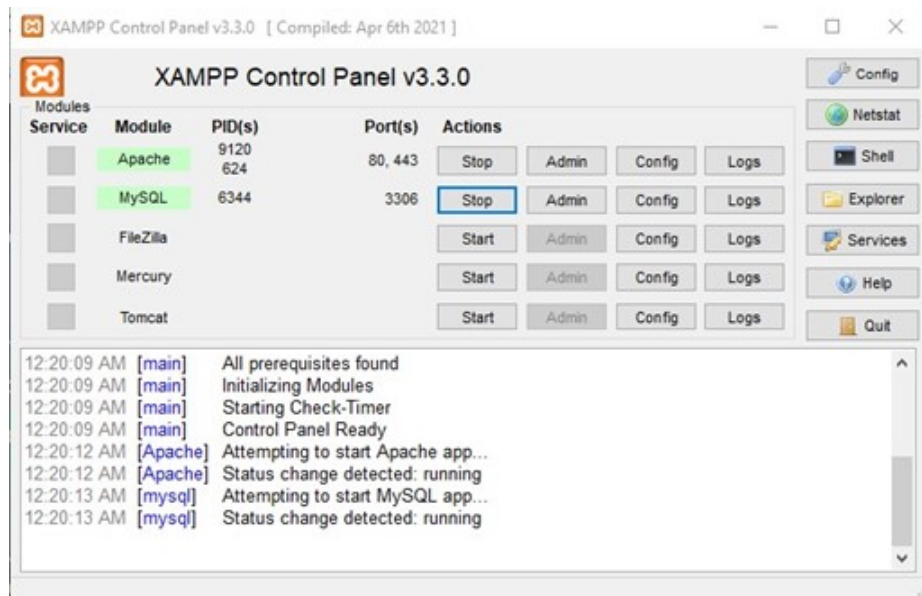 XAMPP Control Panel v3.3.0 [ Compiled: Apr 6th 2021 ]
XAMPP Control Panel v3.3.0
Config
Modules
Service Module PID(s) Port(s) Actions
Netstat
Apache 9120 624 80, 443 Stop Admin Config Logs
Shell
MySQL 6344 3306 Stop Admin Config Logs
Explorer
FileZilla Start Admin Config Logs
Services
Mercury Start Admin Config Logs
Help
Tomcat Start Admin Config Logs
Quit
12:20:09 AM [main] All prerequisites found
12:20:09 AM [main] Initializing Modules
12:20:09 AM [main] Starting Check-Timer
12:20:09 AM [main] Control Panel Ready
12:20:12 AM [Apache] Attempting to start Apache app...
12:20:12 AM [Apache] Status change detected: running
12:20:13 AM [mysql] Attempting to start MySQL app...
12:20:13 AM [mysql] Status change detected: running